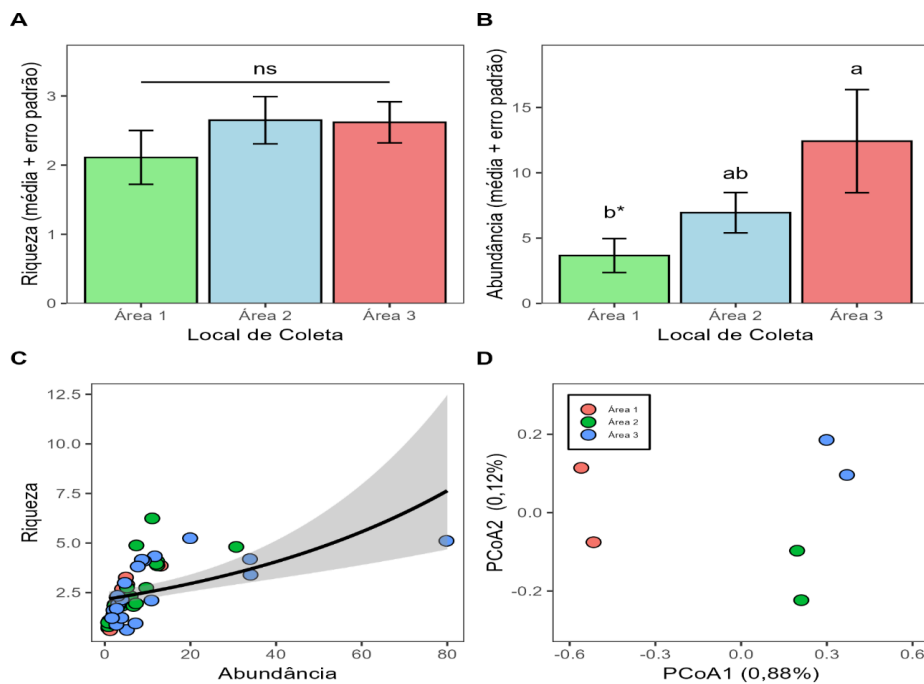 A
Riqueza (média + erro padrão)
3
2
1
0
ns
Área 1
Área 2
Área 3
Local de Coleta
B
Abundância (média + erro padrão)
15
10
5
0
b*
ab
a
Área 1
Área 2
Área 3
Local de Coleta
C
Riqueza
12.5
10.0
7.5
5.0
2.5
0
20
40
60
80
Abundância
D
PCoA2 (0,12%)
0.2
0.0
-0.2
Área 1
Área 2
Área 3
-0.6
-0.3
0.0
0.3
0.6
PCoA1 (0,88%)